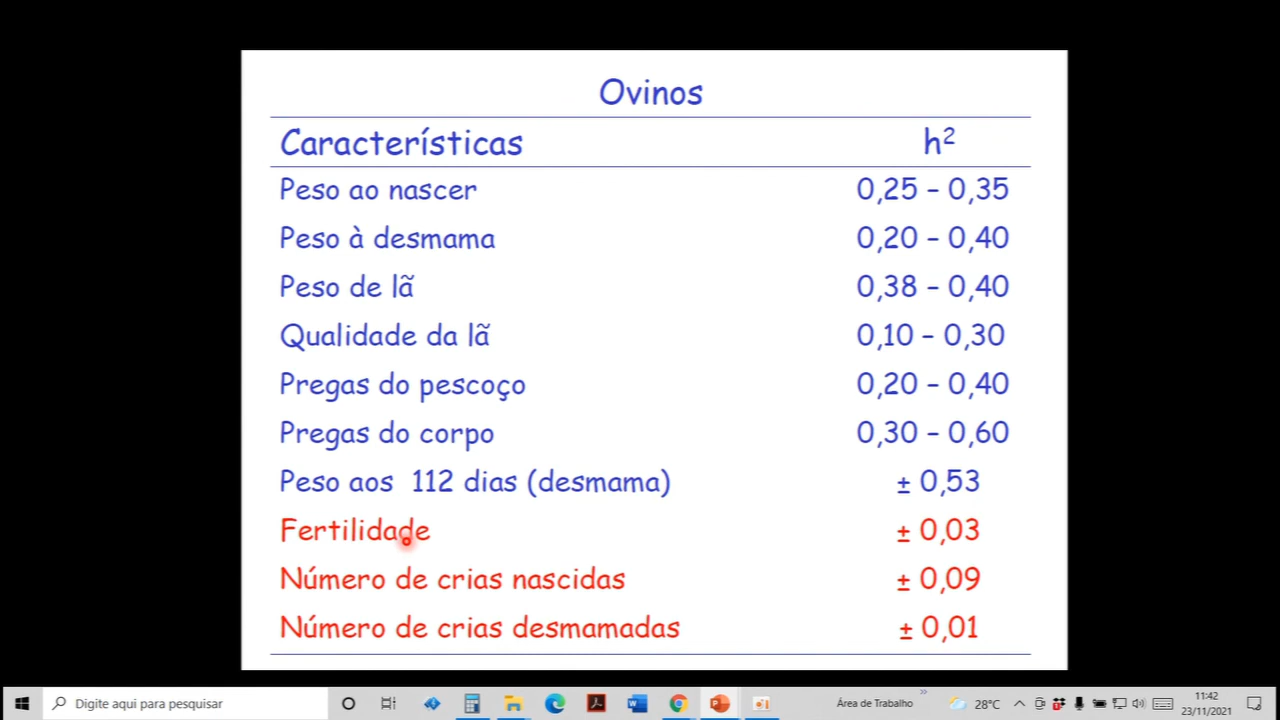 Ovinos
Características h²
Peso ao nascer 0,25 – 0,35
Peso à desmama 0,20 – 0,40
Peso de lã 0,38 – 0,40
Qualidade da lã 0,10 – 0,30
Pregas do pescoço 0,20 – 0,40
Pregas do corpo 0,30 – 0,60
Peso aos 112 dias (desmama) ± 0,53
Fertilidade ± 0,03
Número de crias nascidas ± 0,09
Número de crias desmamadas ± 0,01
Digite aqui para pesquisar Área de Trabalho » 28°C 11:42
23/11/2021